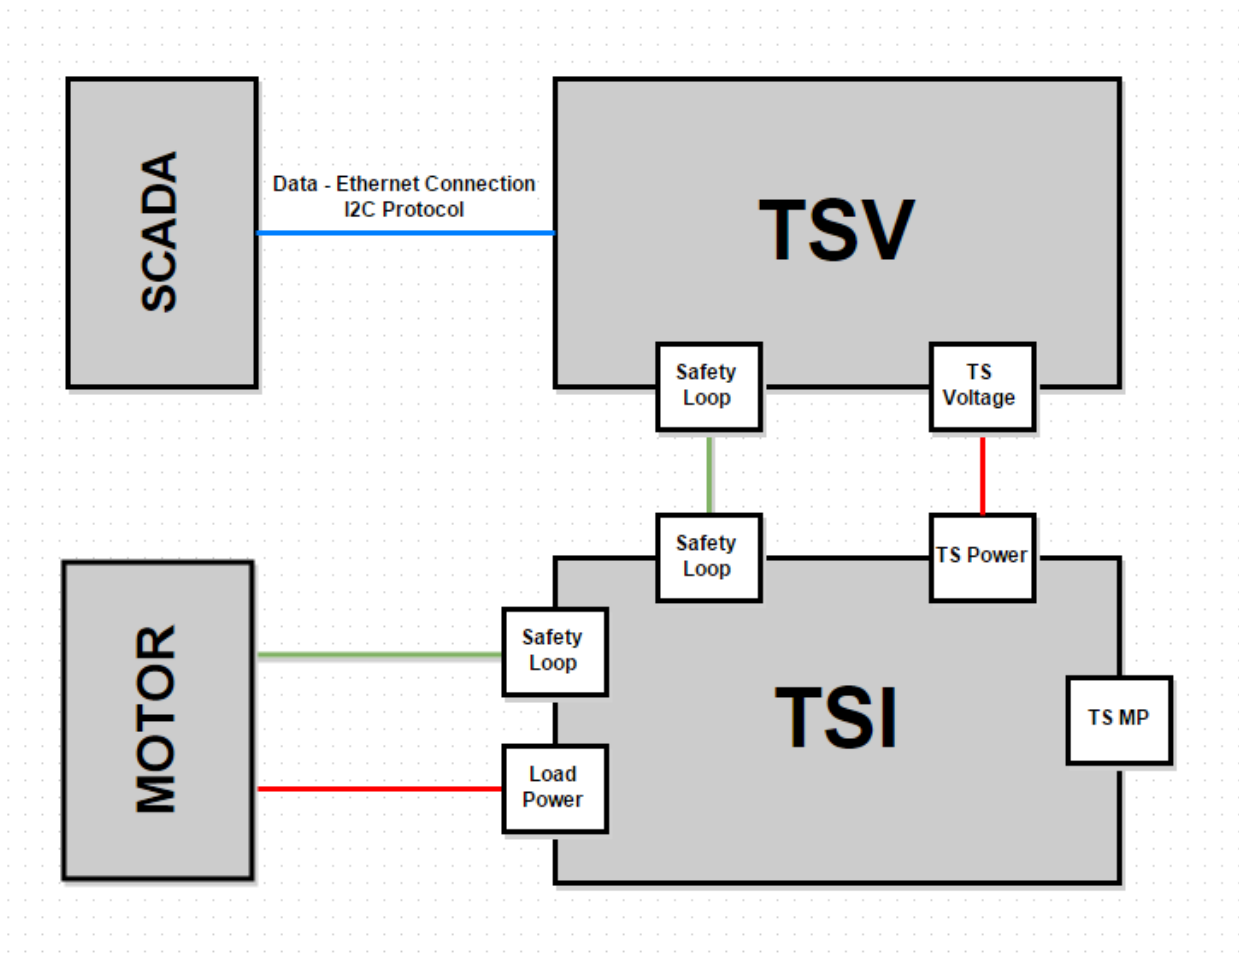 SCADA
Data - Ethernet Connection
I2C Protocol
TSV
Safety
Loop
TS
Voltage
Safety
Loop
TS Power
MOTOR
Safety
Loop
TSI
TS MP
Load
Power